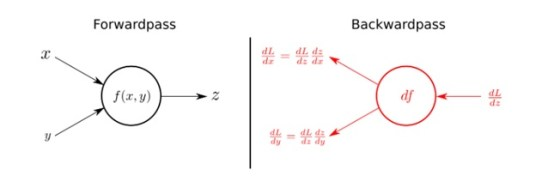 Forwardpass
x
y
f(x, y)
z
Backwardpass
dL/dx = dL/dz dz/dx
dL/dy = dL/dz dz/dy
df
dL/dz